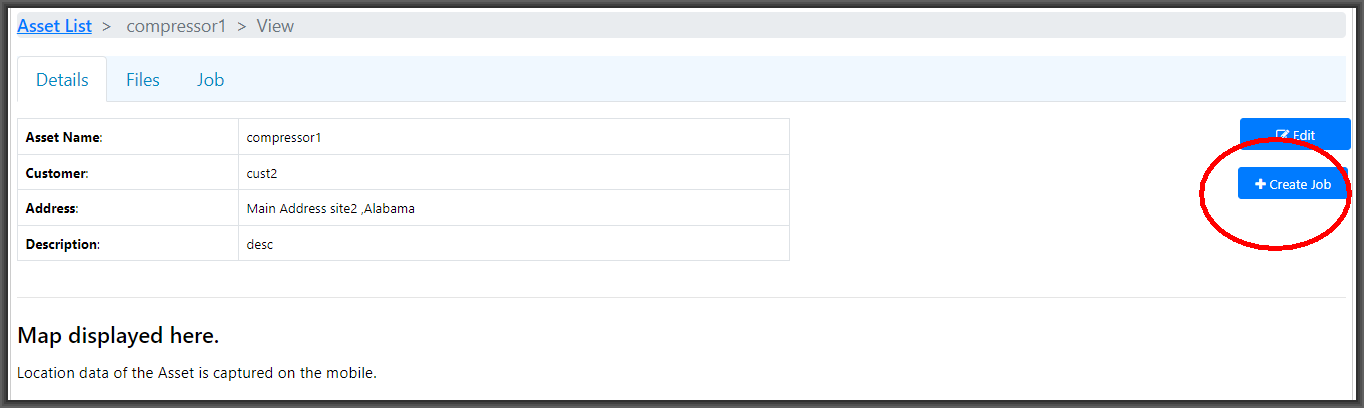 Asset List > compressor1 > View
Details Files Job
Asset Name: compressor1
Edit
Customer: cust2
Create Job
Address: Main Address site2 ,Alabama
Description: desc
Map displayed here.
Location data of the Asset is captured on the mobile.